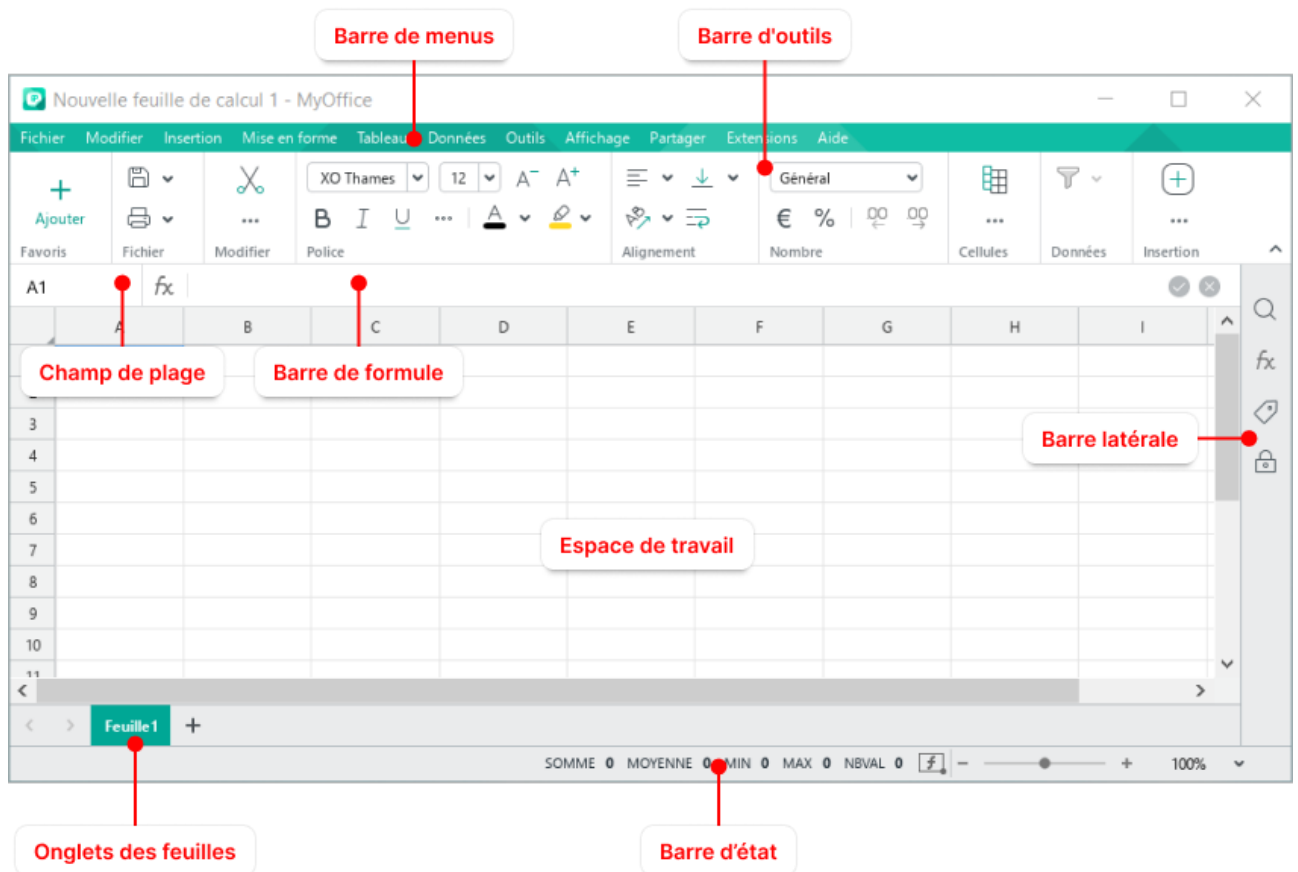 Barre de menus Barre d'outils
Nouvelle feuille de calcul 1 - MyOffice
Fichier Modifier Insertion Mise en forme Tableau Données Outils Affichage Partager Extensions Aide
XO Thames 12 A- A+ Général
Ajouter B I U ... A € % .00 .00
Favoris Fichier Modifier Police Alignement Nombre Cellules Données Insertion
A1 fx
A B C D E F G H I
Champ de plage Barre de formule
fx
3
Barre latérale
4
5
6
Espace de travail
7
8
9
10
11
Feuille1 +
SOMME 0 MOYENNE 0 MIN 0 MAX 0 NBVAL 0 f - + 100%
Onglets des feuilles Barre d’état